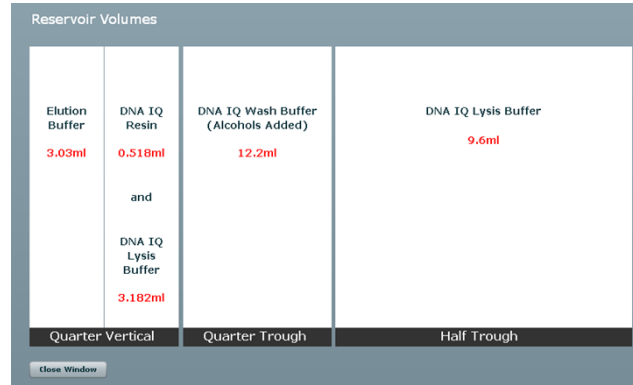 Reservoir Volumes
Elution
Buffer
3.03ml
DNA IQ
Resin
0.518ml
and
DNA IQ
Lysis
Buffer
3.182ml
DNA IQ Wash Buffer
(Alcohols Added)
12.2ml
DNA IQ Lysis Buffer
9.6ml
Quarter Vertical
Quarter Trough
Half Trough
Close Window